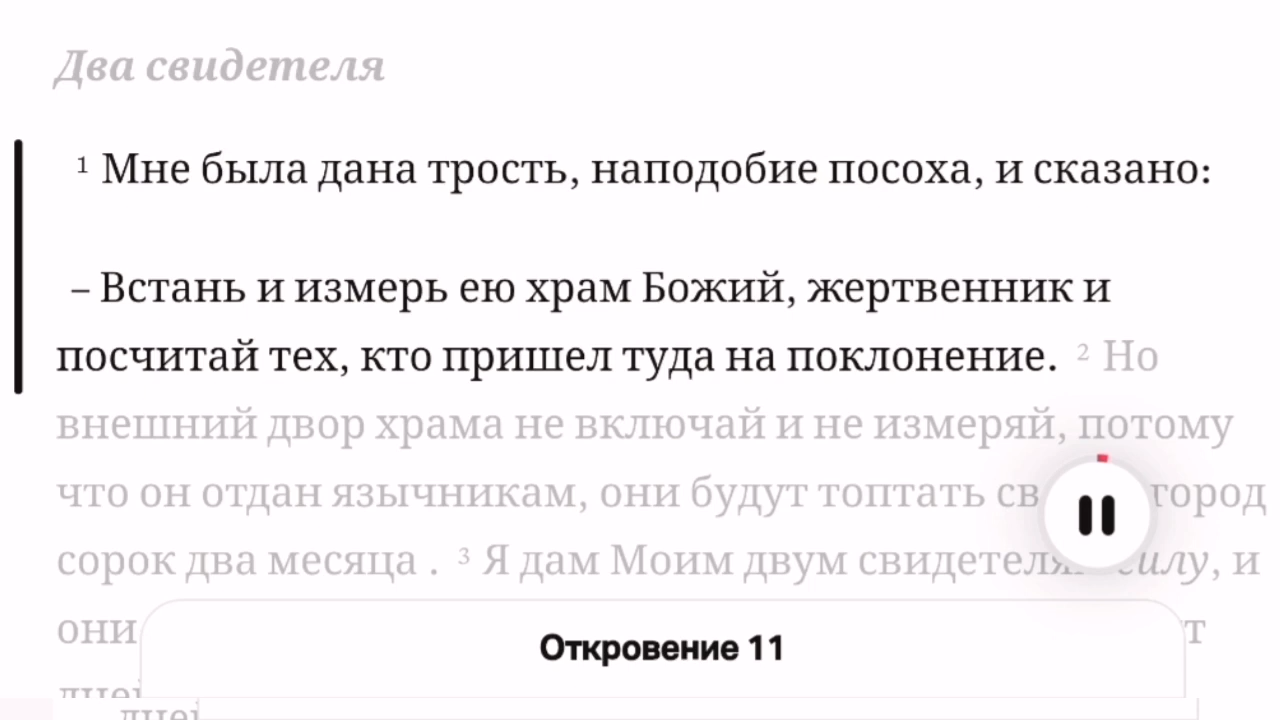 Два свидетеля
1 Мне была дана трость, наподобие посоха, и сказано:
– Встань и измерь ею храм Божий, жертвенник и
посчитай тех, кто пришел туда на поклонение. 2 Но
внешний двор храма не включай и не измеряй, потому
что он отдан язычникам, они будут топтать город
сорок два месяца . 3 Я дам Моим двум силу, и
они
Откровение 11